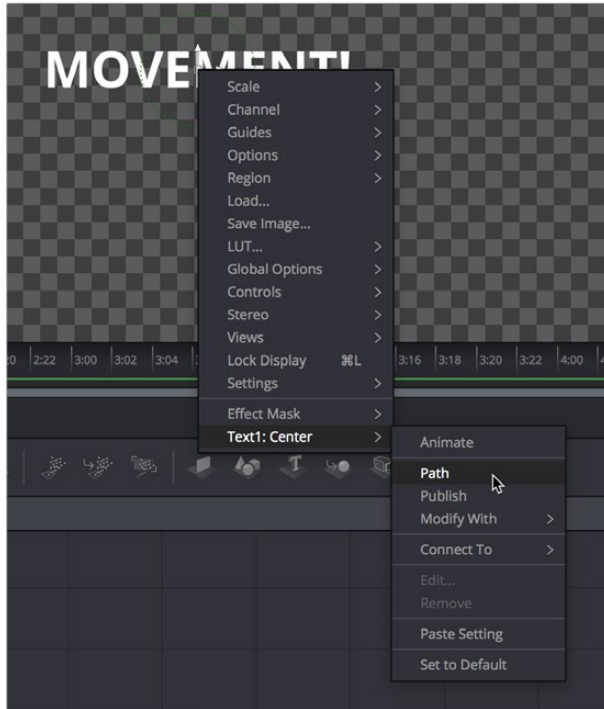 MOVEMENT!
Scale
Channel
Guides
Options
Region
Load...
Save Image...
LUT...
Global Options
Controls
Stereo
Views
Lock Display ⌘L
Settings
2:22 3:00 3:02 3:04 3:16 3:18 3:20 3:22 4:00
Effect Mask
Text1: Center
Animate
Path
Publish
Modify With
Connect To
Edit...
Remove
Paste Setting
Set to Default